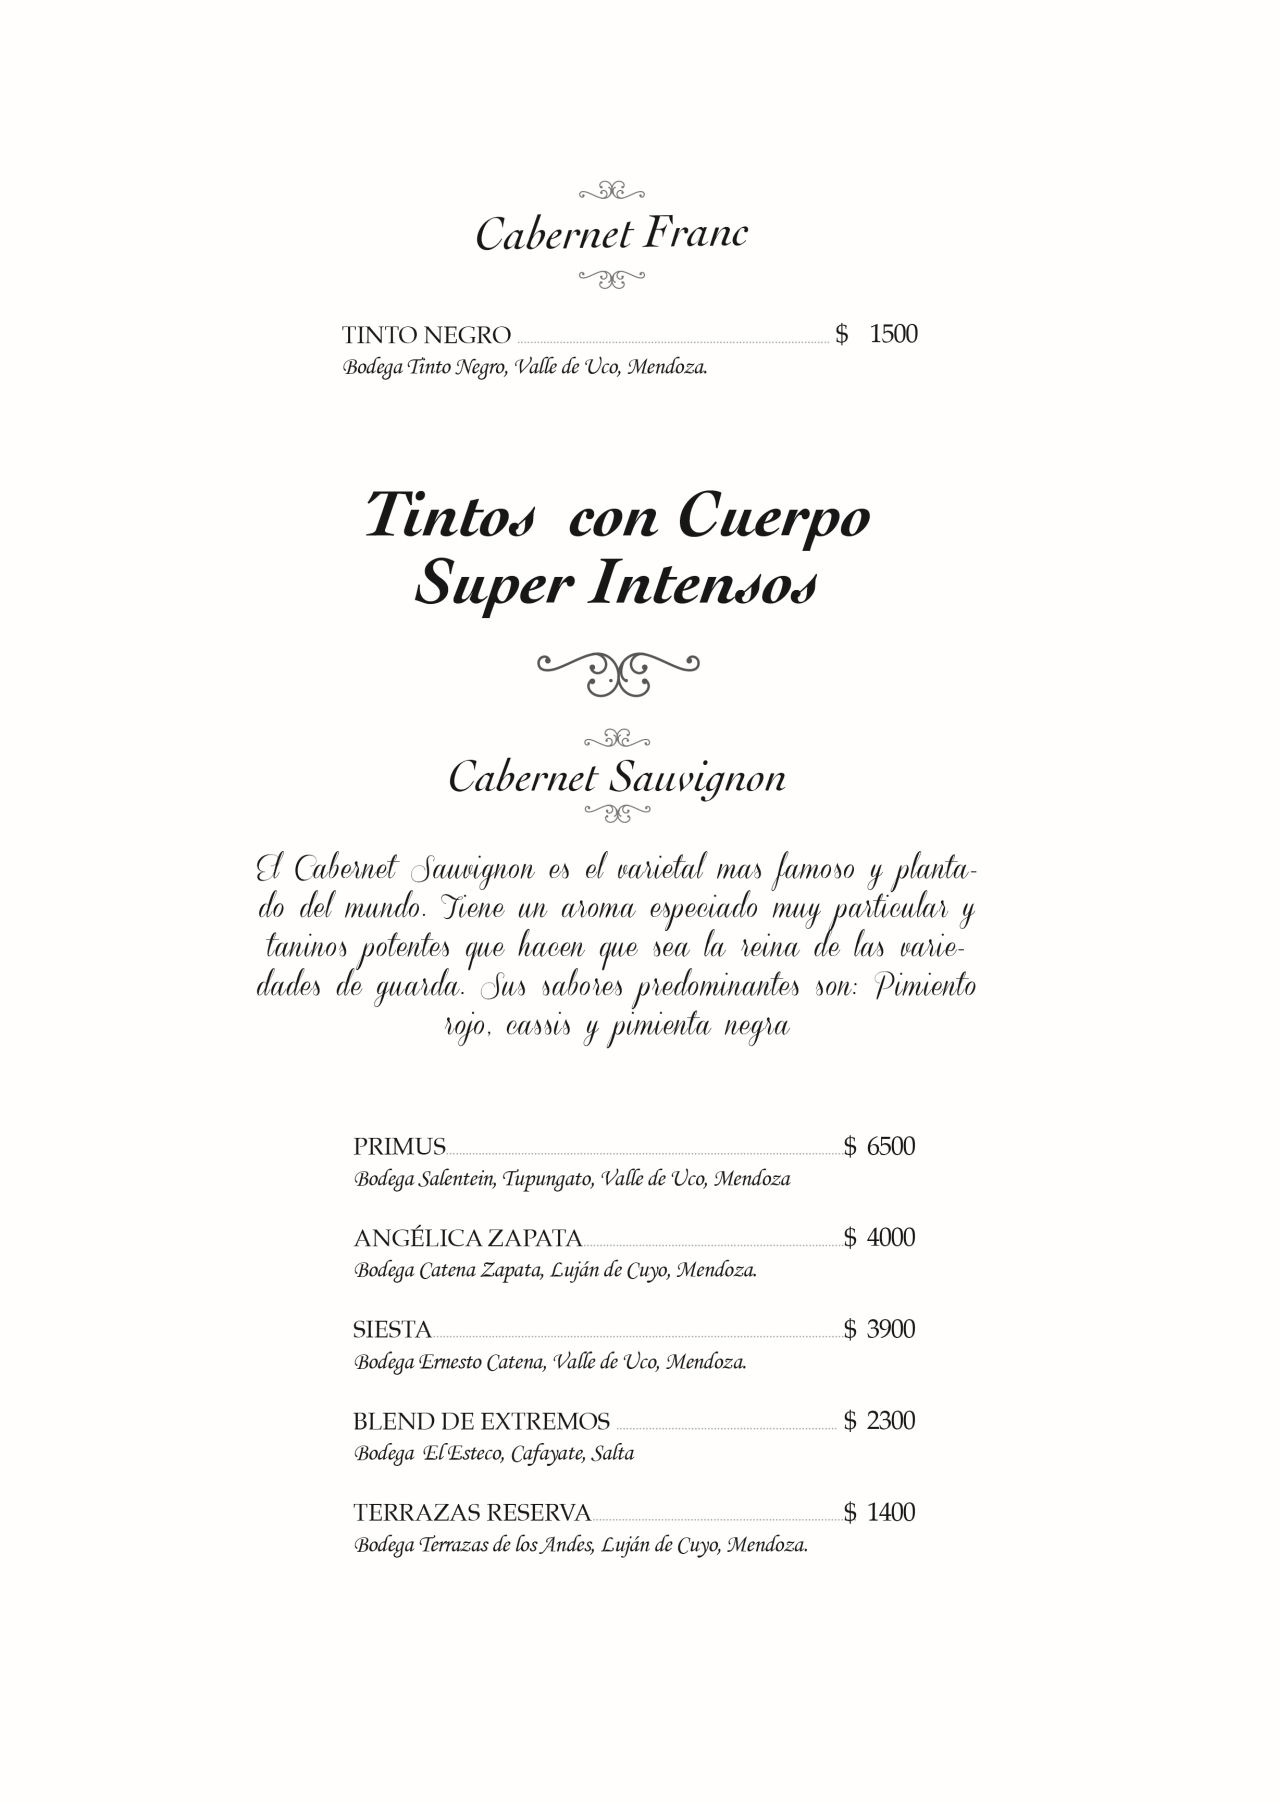 Cabernet Franc
TINTO NEGRO $ 1500
Bodega Tinto Negro, Valle de Uco, Mendoza.
Tintos con Cuerpo
Super Intensos
Cabernet Sauvignon
El Cabernet Sauvignon es el varietal mas famoso y planta-
do del mundo. Tiene un aroma especiado muy particular y
taninos potentes que hacen que sea la reina de las varie-
dades de guarda. Sus sabores predominantes son: Pimiento
rojo, cassis y pimienta negra
PRIMUS $ 6500
Bodega Salentein, Tupungato, Valle de Uco, Mendoza
ANGÉLICA ZAPATA $ 4000
Bodega Catena Zapata, Luján de Cuyo, Mendoza.
SIESTA $ 3900
Bodega Ernesto Catena, Valle de Uco, Mendoza.
BLEND DE EXTREMOS $ 2300
Bodega El Esteco, Cafayate, Salta
TERRAZAS RESERVA $ 1400
Bodega Terrazas de los Andes, Luján de Cuyo, Mendoza.